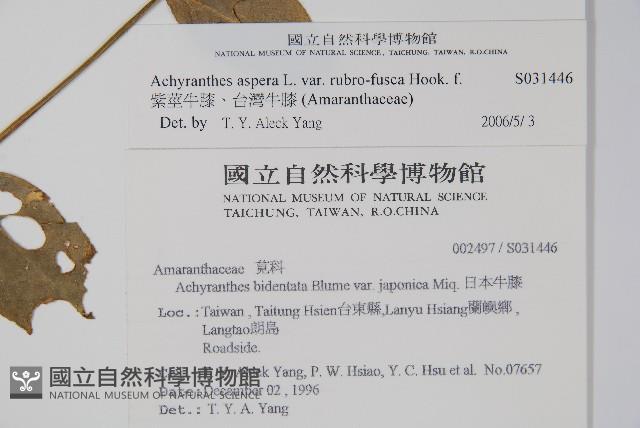 國立自然科學博物館
NATIONAL MUSEUM OF NATURAL SCIENCE, TAICHUNG, TAIWAN, R.O.CHINA
Achyranthes aspera L. var. rubro-fusca Hook. f. S031446
紫莖牛膝、台灣牛膝 (Amaranthaceae)
Det. by T. Y. Aleck Yang 2006/5/ 3
國立自然科學博物館
NATIONAL MUSEUM OF NATURAL SCIENCE
TAICHUNG, TAIWAN, R.O.CHINA
002497 / S031446
Amaranthaceae 莧科
Achyranthes bidentata Blume var. japonica Miq. 日本牛膝
Loc.: Taiwan , Taitung Hsien台東縣,Lanyu Hsiang蘭嶼鄉 ,
Langtao朗島
Roadside.
Yang, P. W. Hsiao, Y. C. Hsu et al. No.07657
Date: December 02 , 1996
Det.: T. Y. A. Yang
國立自然科學博物館
NATIONAL MUSEUM OF NATURAL SCIENCE